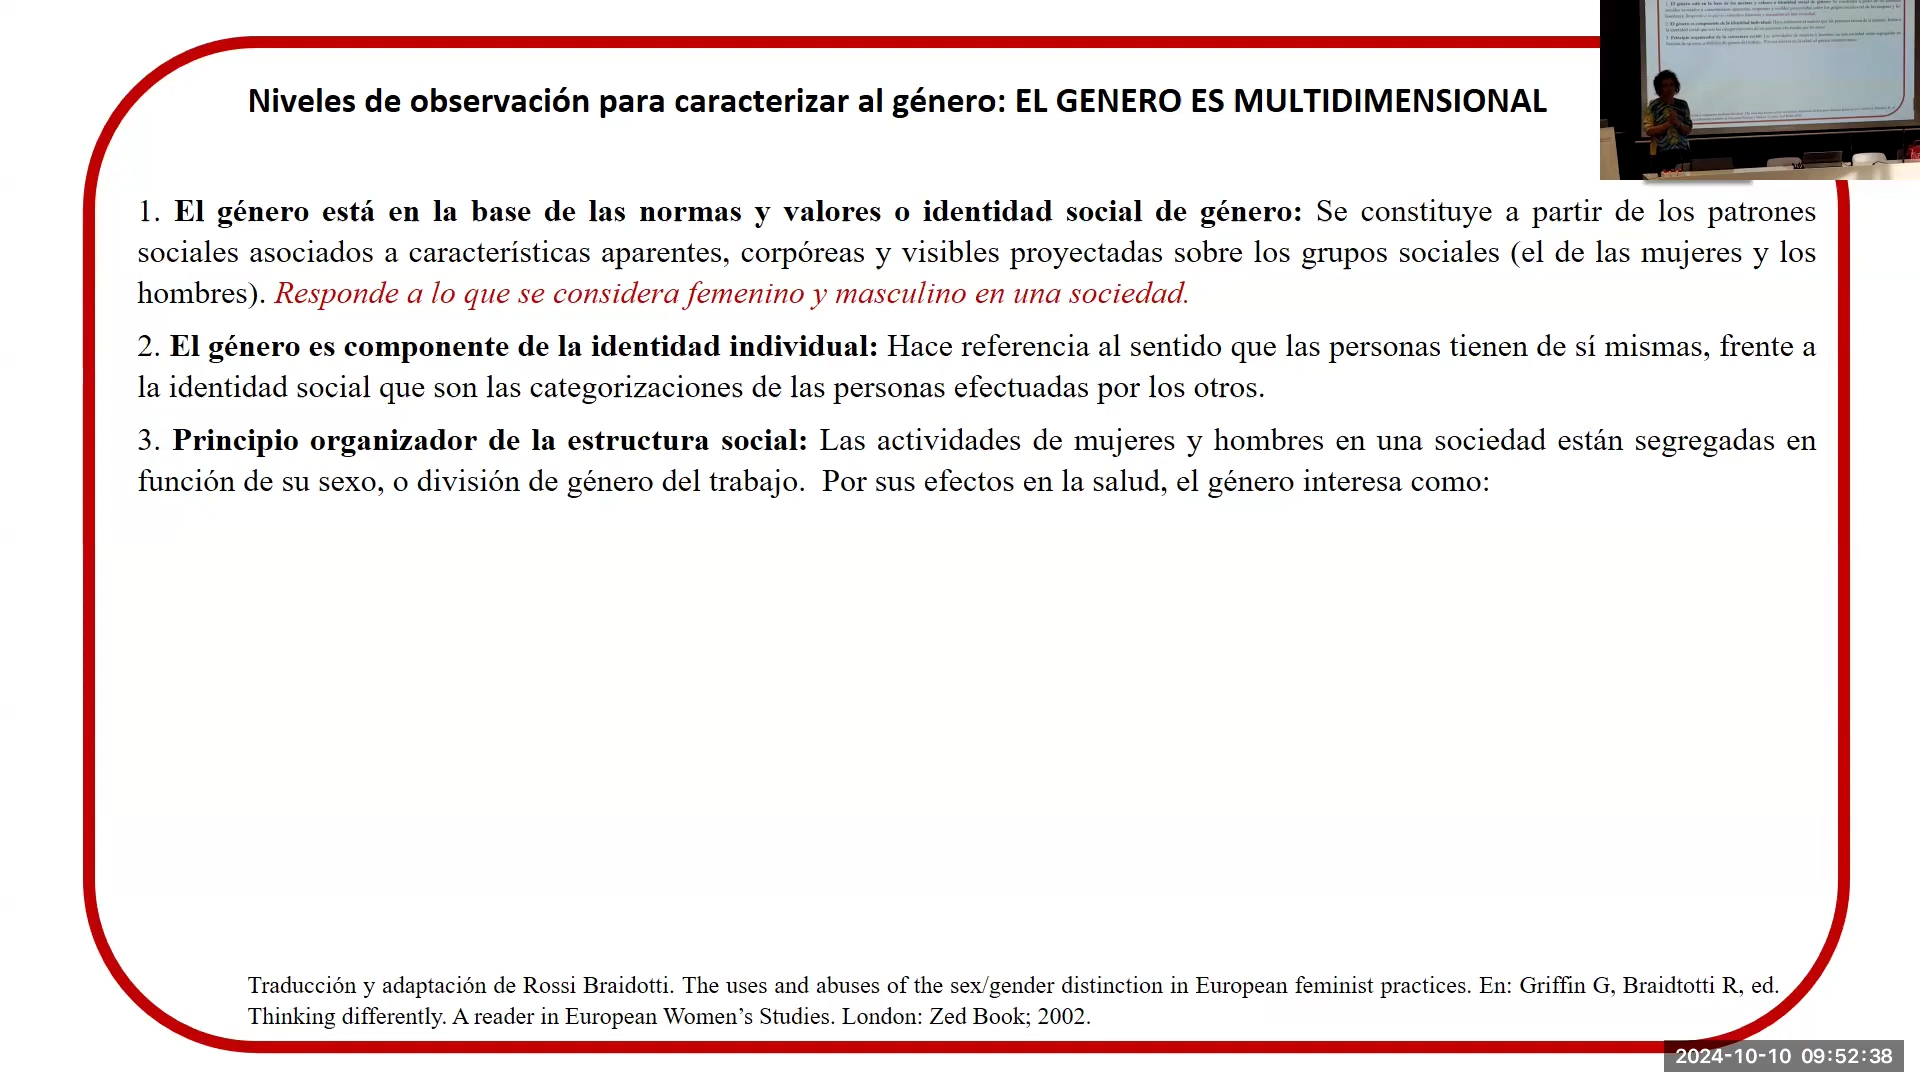 Niveles de observación para caracterizar al género: EL GENERO ES MULTIDIMENSIONAL
1. El género está en la base de las normas y valores o identidad social de género: Se constituye a partir de los patrones
sociales asociados a características aparentes, corpóreas y visibles proyectadas sobre los grupos sociales (el de las mujeres y los
hombres). Responde a lo que se considera femenino y masculino en una sociedad.
2. El género es componente de la identidad individual: Hace referencia al sentido que las personas tienen de sí mismas, frente a
la identidad social que son las categorizaciones de las personas efectuadas por los otros.
3. Principio organizador de la estructura social: Las actividades de mujeres y hombres en una sociedad están segregadas en
función de su sexo, o división de género del trabajo. Por sus efectos en la salud, el género interesa como:
Traducción y adaptación de Rossi Braidotti. The uses and abuses of the sex/gender distinction in European feminist practices. En: Griffin G, Braidtotti R, ed.
Thinking differently. A reader in European Women’s Studies. London: Zed Book; 2002.
2024-10-10 09:52:38